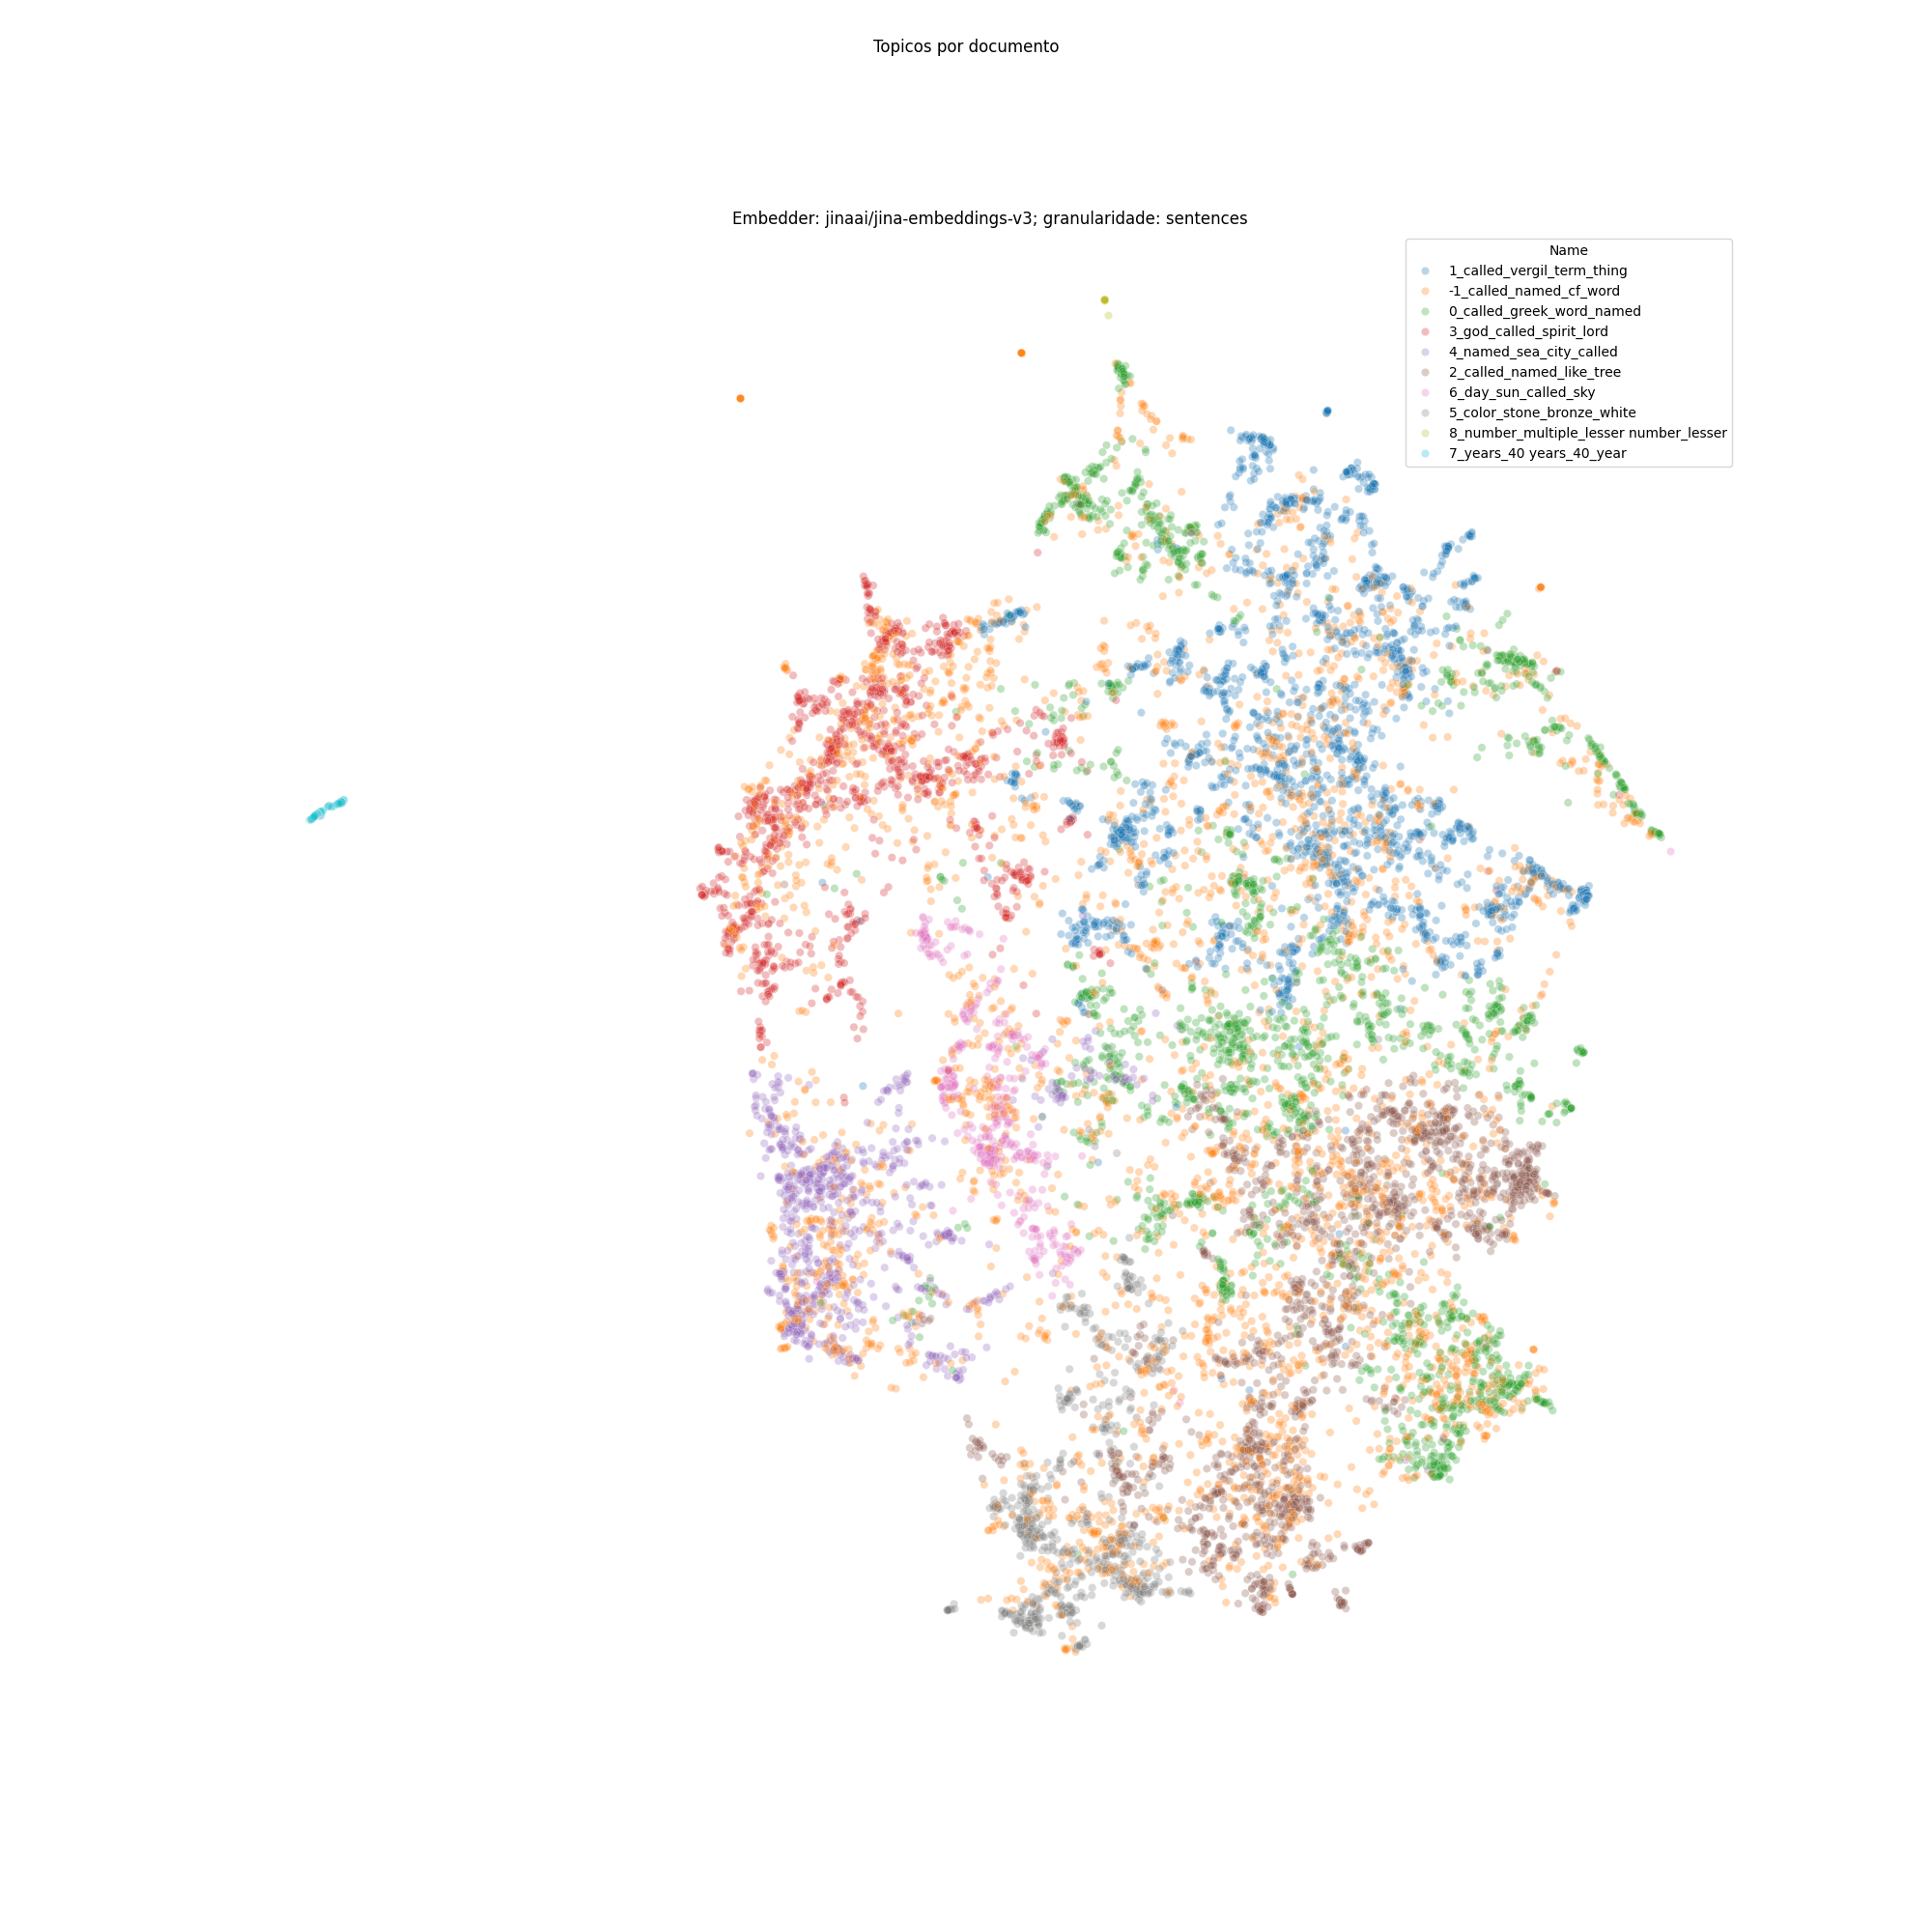 Topicos por documento
Embedder: jinaai/jina-embeddings-v3; granularidade: sentences
Name
1_called_vergil_term_thing
-1_called_named_cf_word
0_called_greek_word_named
3_god_called_spirit_lord
4_named_sea_city_called
2_called_named_like_tree
6_day_sun_called_sky
5_color_stone_bronze_white
8_number_multiple_lesser number_lesser
7_years_40 years_40_year